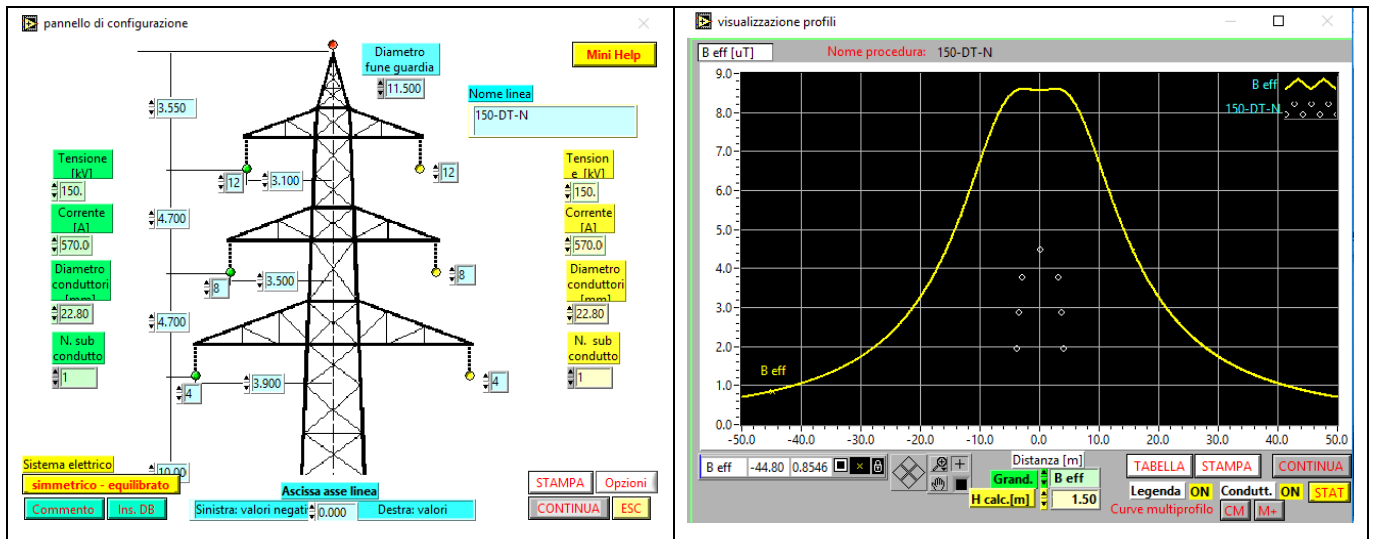 pannello di configurazione
Diametro
fune guardia
11.500
Mini Help
Nome linea
150-DT-N
3.550
Tensione
[kV]
150.
12
3.100
12
Tension
e [kV]
150.
Corrente
[A]
570.0
4.700
Corrente
[A]
570.0
Diametro
conduttori
[mm]
22.80
8
3.500
8
Diametro
conduttori
[mm]
22.80
4.700
N. sub
condutto
1
4
3.900
4
N. sub
condutto
1
Sistema elettrico
simmetrico - equilibrato
10.00
Commento
Ins. DB
Ascissa asse linea
Sinistra: valori negati
0.000
Destra: valori
STAMPA
Opzioni
CONTINUA
ESC
visualizzazione profili
B eff [uT]
Nome procedura: 150-DT-N
9.0
8.0
7.0
6.0
5.0
4.0
3.0
2.0
1.0
0.0
B eff
150-DT-N
B eff
-50.0 -40.0 -30.0 -20.0 -10.0 0.0 10.0 20.0 30.0 40.0 50.0
Distanza [m]
B eff -44.80 0.8546
Grand. B eff
H calc.[m] 1.50
TABELLA STAMPA CONTINUA
Legenda ON Condutt. ON STAT
Curve multiprofilo CM M+